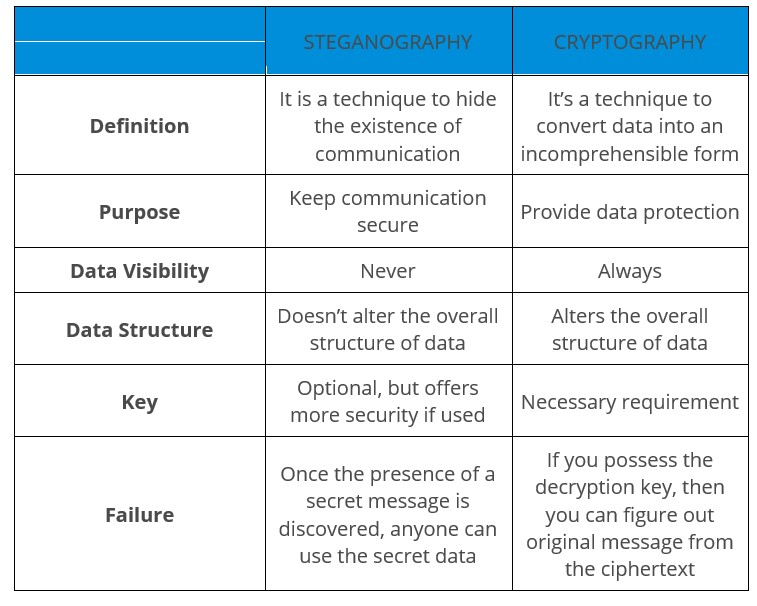 STEGANOGRAPHY CRYPTOGRAPHY
Definition
It is a technique to hide
the existence of
communication
It’s a technique to
convert data into an
incomprehensible form
Purpose
Keep communication
secure
Provide data protection
Data Visibility
Never
Always
Data Structure
Doesn’t alter the overall
structure of data
Alters the overall
structure of data
Key
Optional, but offers
more security if used
Necessary requirement
Failure
Once the presence of a
secret message is
discovered, anyone can
use the secret data
If you possess the
decryption key, then
you can figure out
original message from
the ciphertext